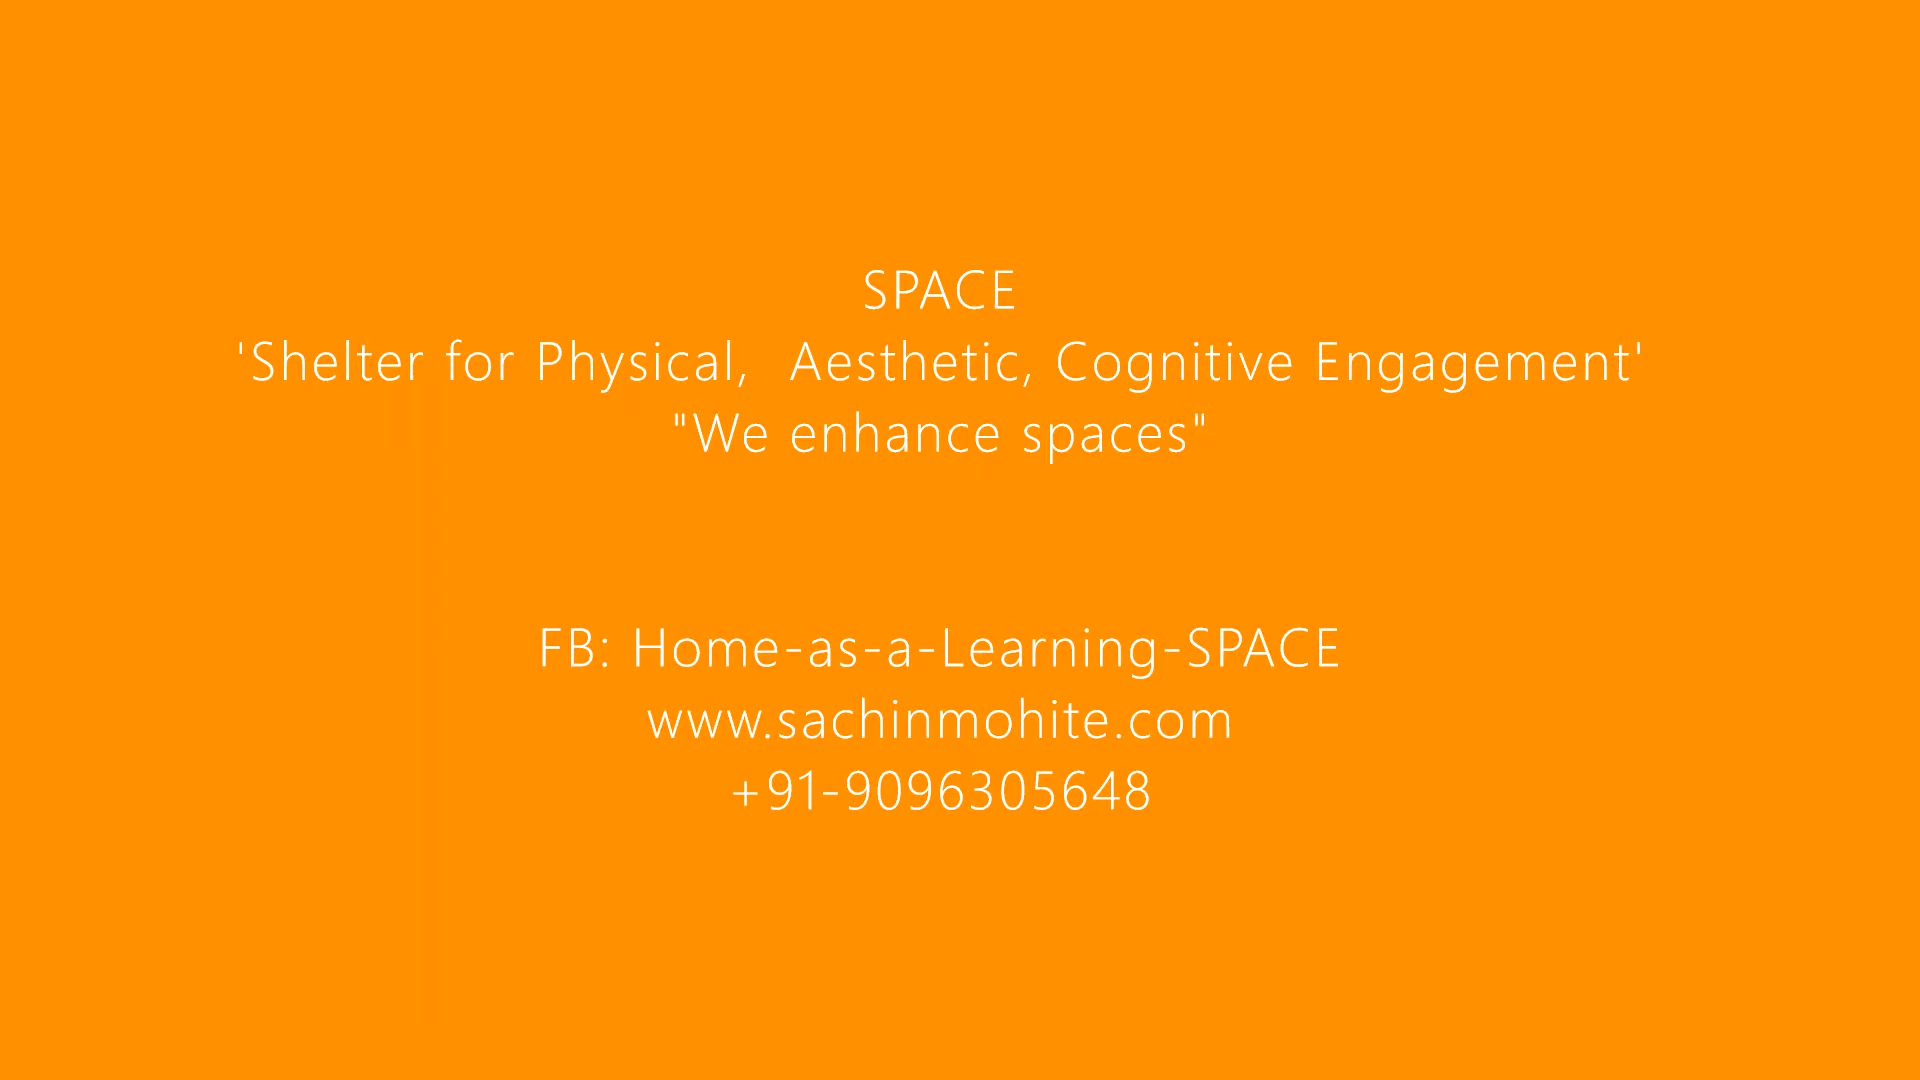 SPACE
'Shelter for Physical,  Aesthetic, Cognitive Engagement'
"We enhance spaces"
FB: Home-as-a-Learning-SPACE
www.sachinmohite.com
+91-9096305648